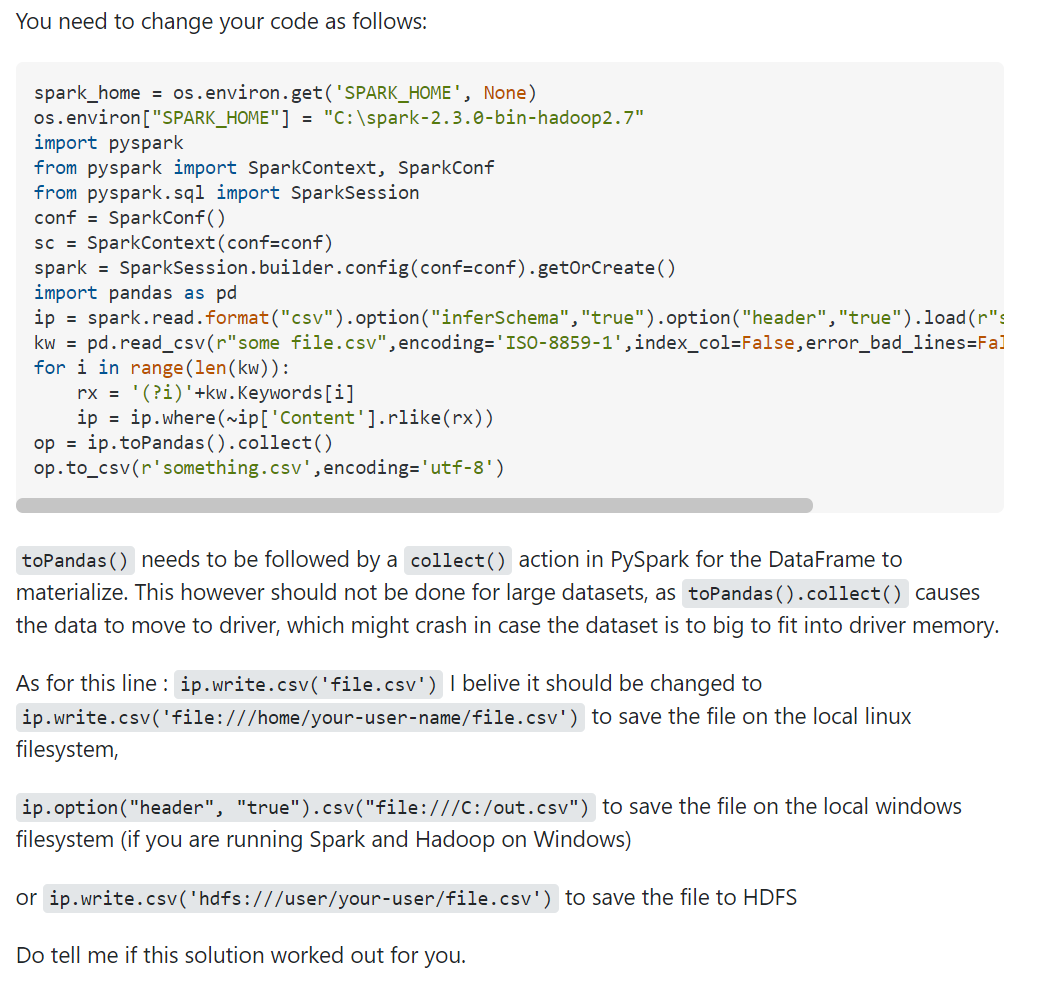 You need to change your code as follows:
spark_home = os.environ.get('SPARK_HOME', None)
os.environ["SPARK_HOME"] = "C:\spark-2.3.0-bin-hadoop2.7"
import pyspark
from pyspark import SparkContext, SparkConf
from pyspark.sql import SparkSession
conf = SparkConf()
sc = SparkContext(conf=conf)
spark = SparkSession.builder.config(conf=conf).getOrCreate()
import pandas as pd
ip = spark.read.format("csv").option("inferSchema","true").option("header","true").load(r"s
kw = pd.read_csv(r"some file.csv",encoding='ISO-8859-1',index_col=False,error_bad_lines=Fal
for i in range(len(kw)):
    rx = '(?i)'+kw.Keywords[i]
    ip = ip.where(~ip['Content'].rlike(rx))
op = ip.toPandas().collect()
op.to_csv(r'something.csv',encoding='utf-8')
toPandas() needs to be followed by a collect() action in PySpark for the DataFrame to
materialize. This however should not be done for large datasets, as toPandas().collect() causes
the data to move to driver, which might crash in case the dataset is to big to fit into driver memory.
As for this line : ip.write.csv('file.csv') I belive it should be changed to
ip.write.csv('file:///home/your-user-name/file.csv') to save the file on the local linux
filesystem,
ip.option("header", "true").csv("file:///C:/out.csv") to save the file on the local windows
filesystem (if you are running Spark and Hadoop on Windows)
or ip.write.csv('hdfs:///user/your-user/file.csv') to save the file to HDFS
Do tell me if this solution worked out for you.